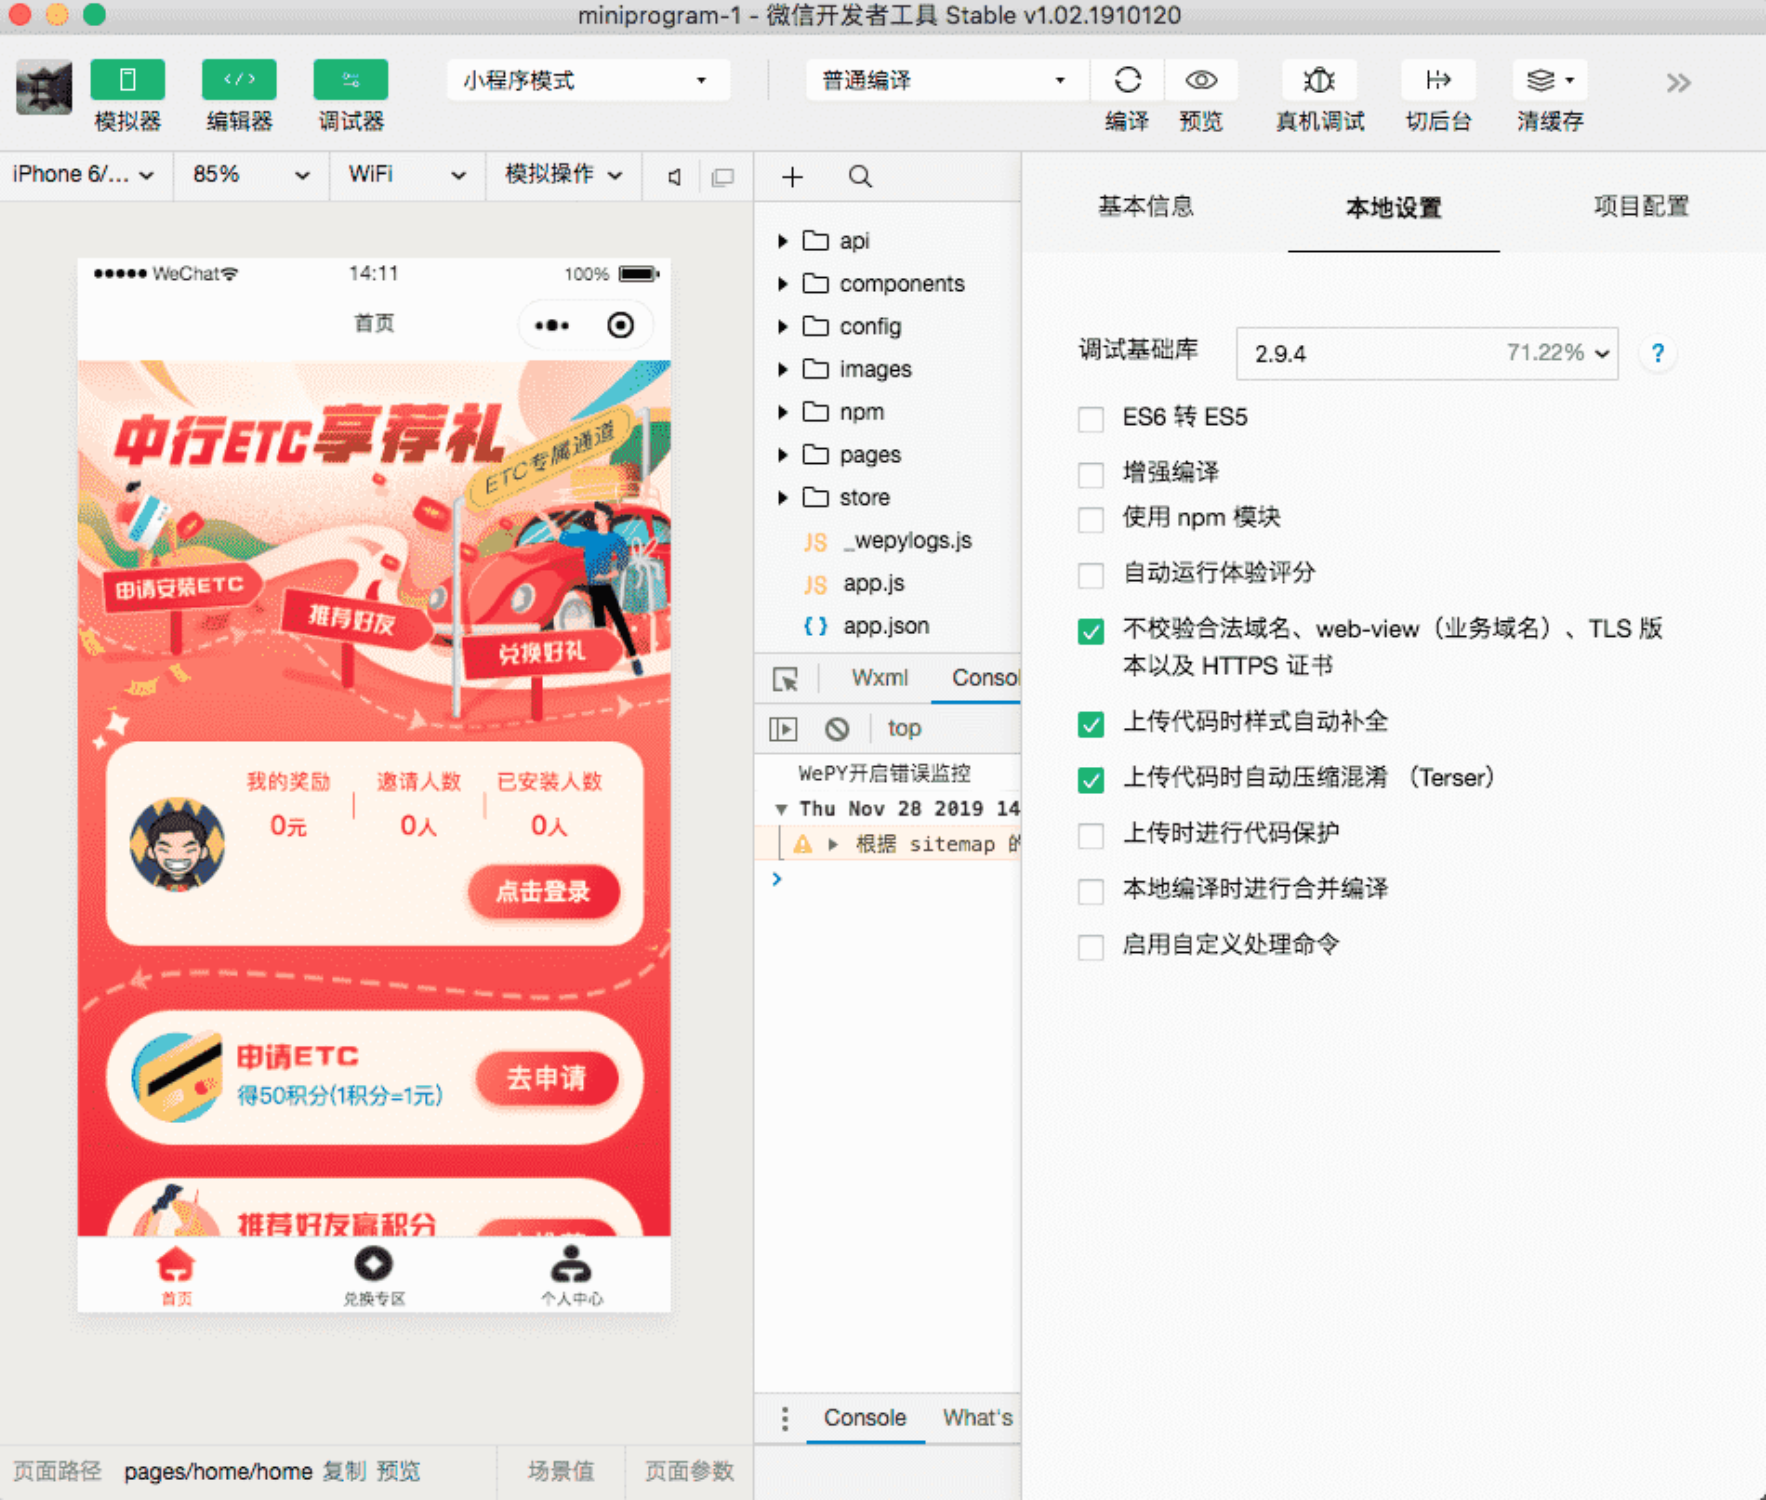 miniprogram-1 - 微信开发者工具 Stable v1.02.1910120
模拟器
编辑器
调试器
小程序模式
普通编译
编译
预览
真机调试
切后台
清缓存
iPhone 6/...
85%
WiFi
模拟操作
WeChat
14:11
100%
首页
中行ETC享荐礼
ETC专属通道
申请安装ETC
推荐好友
兑换好礼
我的奖励
邀请人数
已安装人数
0元
0人
0人
点击登录
申请ETC
得50积分(1积分=1元)
去申请
推荐好友赢积分
首页
兑换专区
个人中心
页面路径
pages/home/home
复制
预览
场景值
页面参数
api
components
config
images
npm
pages
store
JS _wepylogs.js
JS app.js
{ } app.json
Wxml
Consol
top
WePY开启错误监控
Thu Nov 28 2019 14
根据 sitemap 的
Console
What's
基本信息
本地设置
项目配置
调试基础库
2.9.4
71.22%
?
ES6 转 ES5
增强编译
使用 npm 模块
自动运行体验评分
不校验合法域名、web-view（业务域名）、TLS 版
本以及 HTTPS 证书
上传代码时样式自动补全
上传代码时自动压缩混淆 （Terser）
上传时进行代码保护
本地编译时进行合并编译
启用自定义处理命令